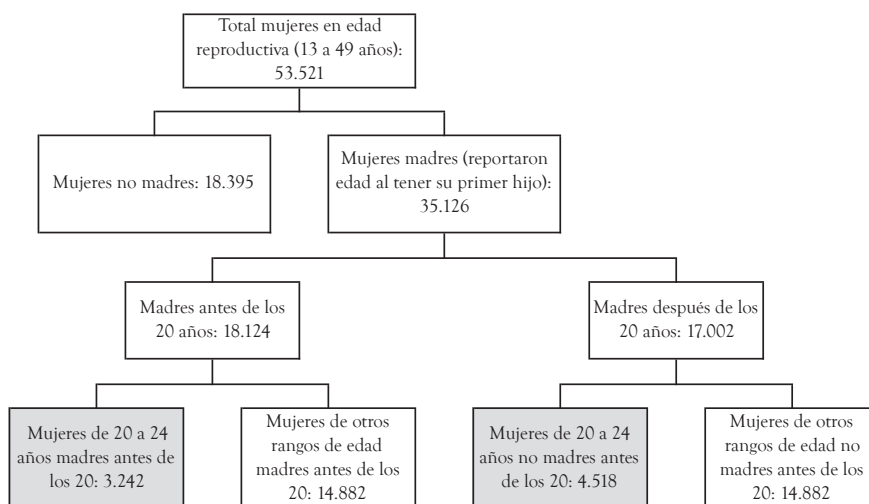 Total mujeres en edad
reproductiva (13 a 49 años):
53.521
Mujeres no madres: 18.395
Mujeres madres (reportaron
edad al tener su primer hijo):
35.126
Madres antes de los
20 años: 18.124
Madres después de los
20 años: 17.002
Mujeres de 20 a 24
años madres antes de
los 20: 3.242
Mujeres de otros
rangos de edad
madres antes de los
20: 14.882
Mujeres de 20 a 24
años no madres antes
de los 20: 4.518
Mujeres de otros
rangos de edad no
madres antes de los
20: 14.882